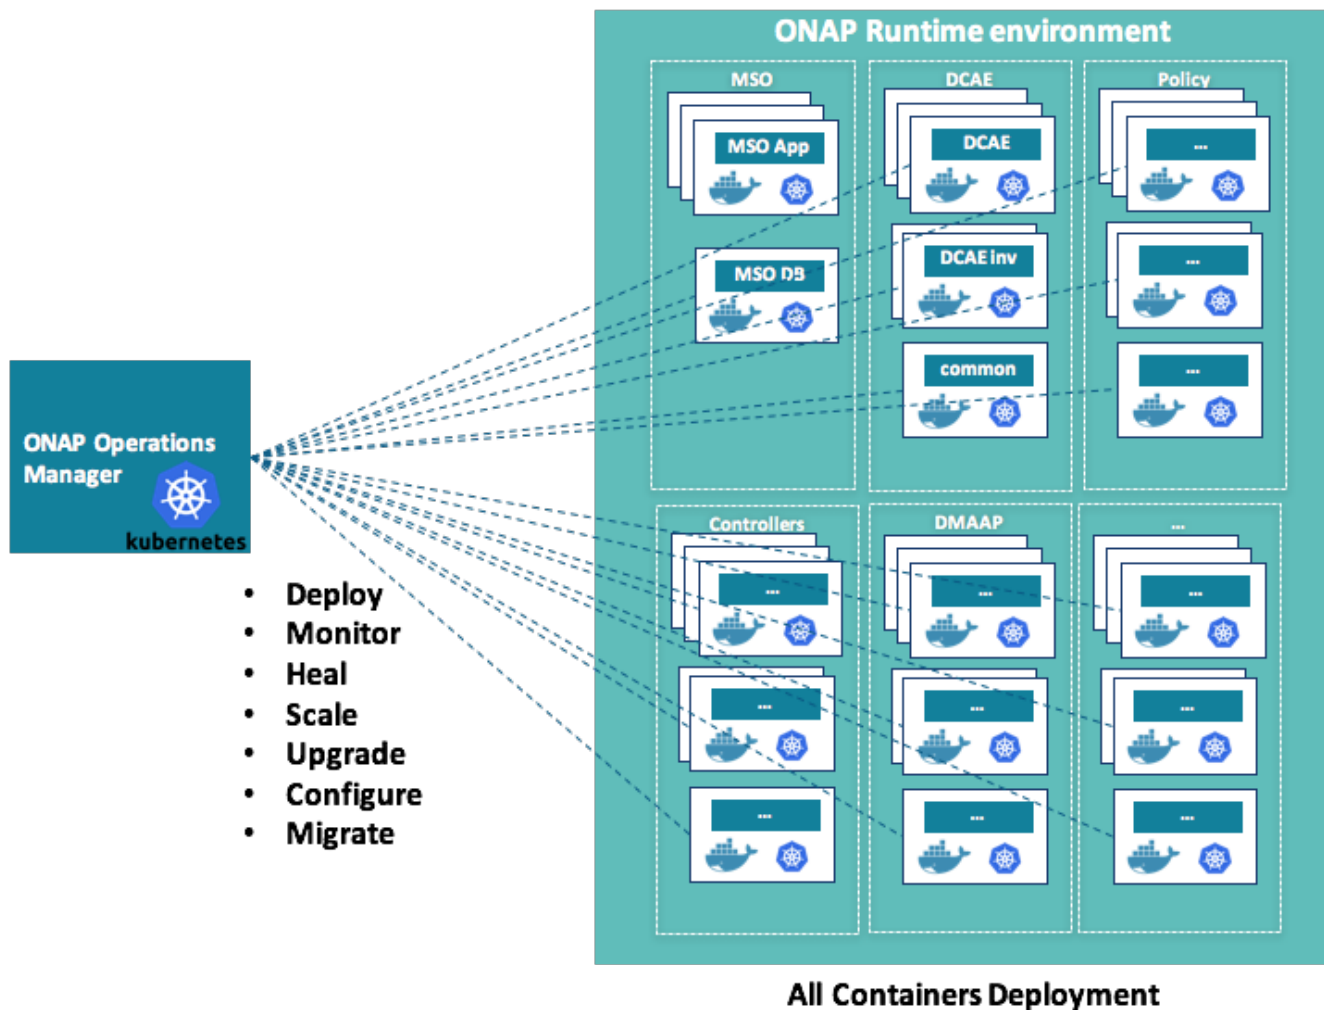 ONAP Runtime environment
MSO
DCAE
Policy
MSO App
DCAE
...
MSO DB
DCAE inv
...
common
...
ONAP Operations
Manager
kubernetes
• Deploy
• Monitor
• Heal
• Scale
• Upgrade
• Configure
• Migrate
Controllers
DMAAP
...
...
...
...
...
...
...
...
...
...
All Containers Deployment